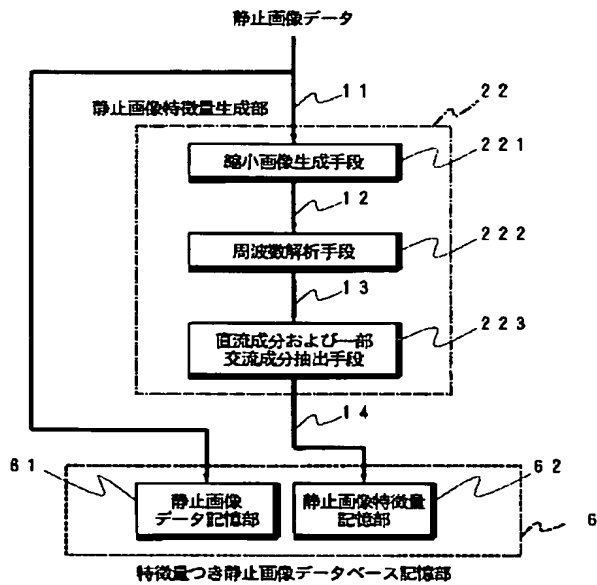 静止画像データ
11
22
静止画像特徴量生成部
221
縮小画像生成手段
12
222
周波数解析手段
13
223
直流成分および一部
交流成分抽出手段
14
61
62
静止画像
データ記憶部
静止画像特徴量
記憶部
6
特徴量つき静止画像データベース記憶部